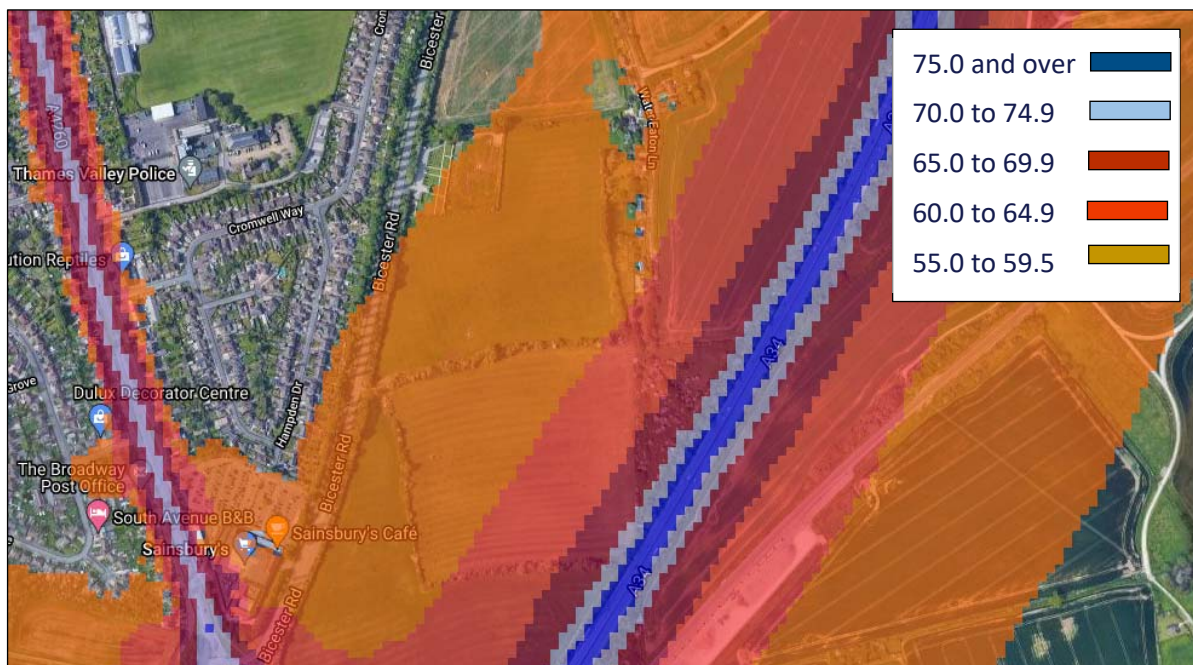 Bicester
75.0 and over
70.0 to 74.9
65.0 to 69.9
60.0 to 64.9
55.0 to 59.5
Water Eaton Ln
A4260
Thames Valley Police
Cromwell Way
Bicester Rd
ution Reptiles
A34
Dulux Decorator Centre
Grove
Hampden Dr
Bicester Rd
The Broadway
Post Office
South Avenue B&B
Sainsbury's Café
Sainsbury's
A34
Bicester Rd